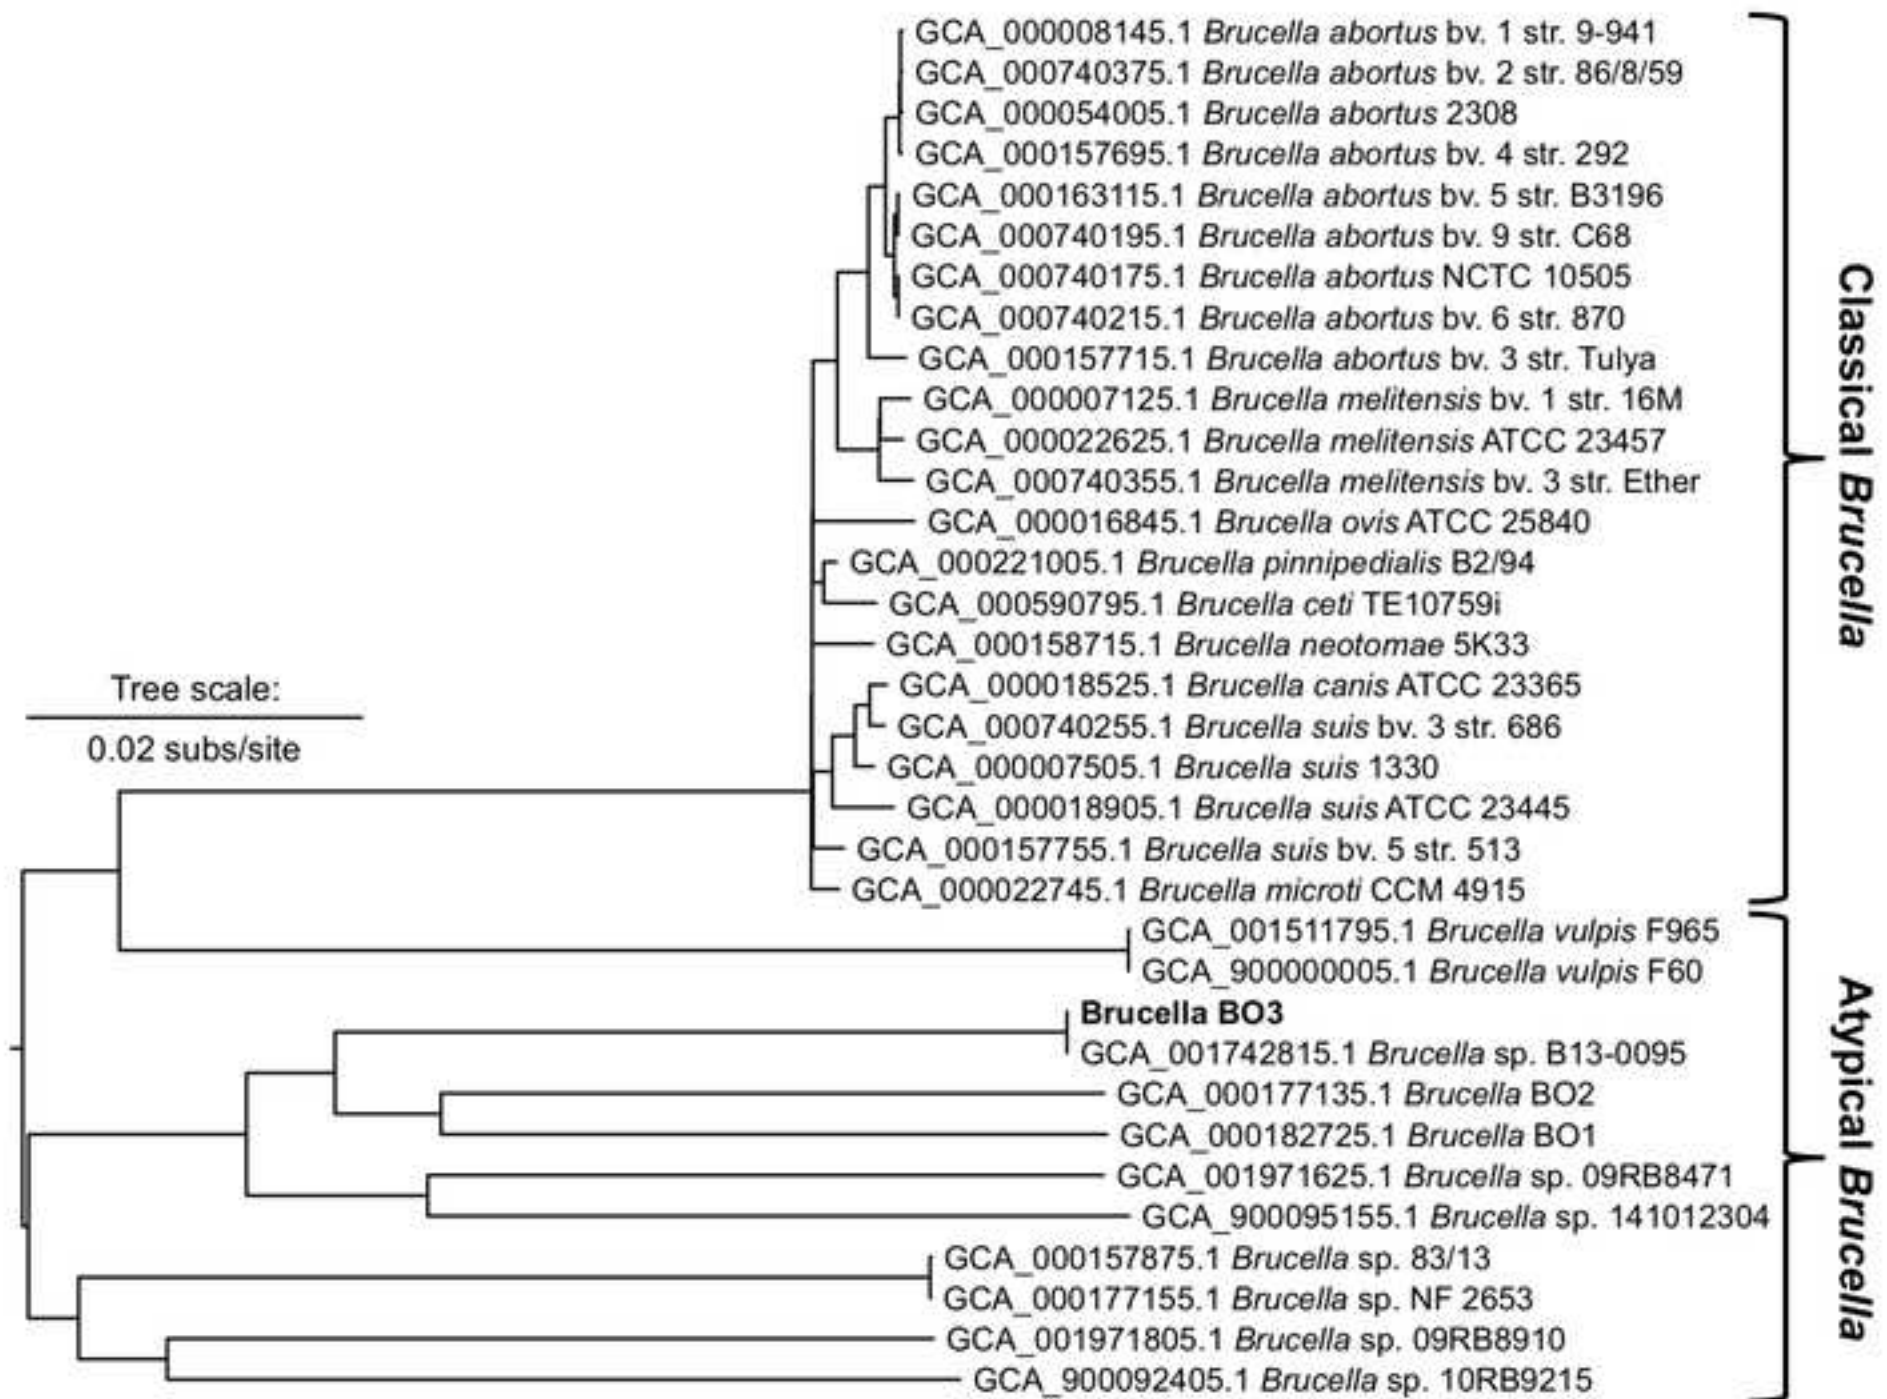 GCA_000008145.1 Brucella abortus bv. 1 str. 9-941
GCA_000740375.1 Brucella abortus bv. 2 str. 86/8/59
GCA_000054005.1 Brucella abortus 2308
GCA_000157695.1 Brucella abortus bv. 4 str. 292
GCA_000163115.1 Brucella abortus bv. 5 str. B3196
GCA_000740195.1 Brucella abortus bv. 9 str. C68
GCA_000740175.1 Brucella abortus NCTC 10505
GCA_000740215.1 Brucella abortus bv. 6 str. 870
GCA_000157715.1 Brucella abortus bv. 3 str. Tulya
GCA_000007125.1 Brucella melitensis bv. 1 str. 16M
GCA_000022625.1 Brucella melitensis ATCC 23457
GCA_000740355.1 Brucella melitensis bv. 3 str. Ether
GCA_000016845.1 Brucella ovis ATCC 25840
GCA_000221005.1 Brucella pinnipedialis B2/94
GCA_000590795.1 Brucella ceti TE10759i
GCA_000158715.1 Brucella neotomae 5K33
GCA_000018525.1 Brucella canis ATCC 23365
GCA_000740255.1 Brucella suis bv. 3 str. 686
GCA_000007505.1 Brucella suis 1330
GCA_000018905.1 Brucella suis ATCC 23445
GCA_000157755.1 Brucella suis bv. 5 str. 513
GCA_000022745.1 Brucella microti CCM 4915
Classical Brucella
Tree scale:
0.02 subs/site
GCA_001511795.1 Brucella vulpis F965
GCA_900000005.1 Brucella vulpis F60
Brucella BO3
GCA_001742815.1 Brucella sp. B13-0095
GCA_000177135.1 Brucella BO2
GCA_000182725.1 Brucella BO1
GCA_001971625.1 Brucella sp. 09RB8471
GCA_900095155.1 Brucella sp. 141012304
GCA_000157875.1 Brucella sp. 83/13
GCA_000177155.1 Brucella sp. NF 2653
GCA_001971805.1 Brucella sp. 09RB8910
GCA_900092405.1 Brucella sp. 10RB9215
Atypical Brucella